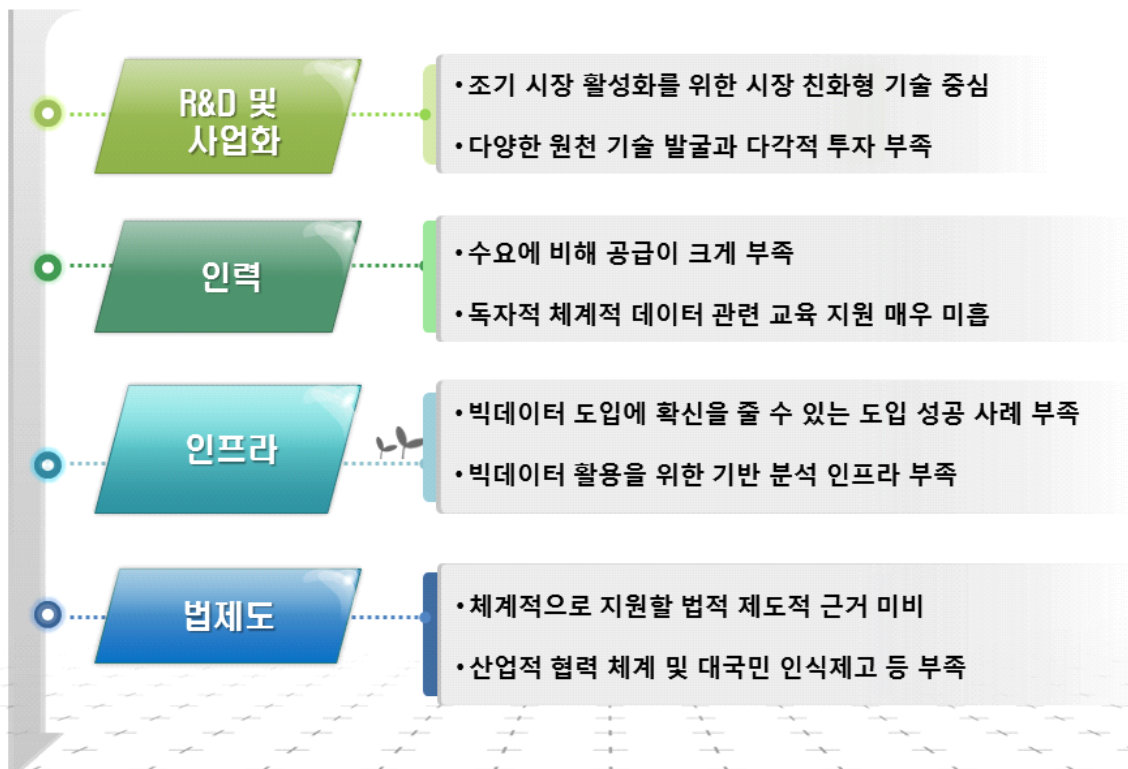 R&D 및
사업화
• 조기 시장 활성화를 위한 시장 친화형 기술 중심
• 다양한 원천 기술 발굴과 다각적 투자 부족
인력
• 수요에 비해 공급이 크게 부족
• 독자적 체계적 데이터 관련 교육 지원 매우 미흡
인프라
• 빅데이터 도입에 확신을 줄 수 있는 도입 성공 사례 부족
• 빅데이터 활용을 위한 기반 분석 인프라 부족
법제도
• 체계적으로 지원할 법적 제도적 근거 미비
• 산업적 협력 체계 및 대국민 인식제고 등 부족